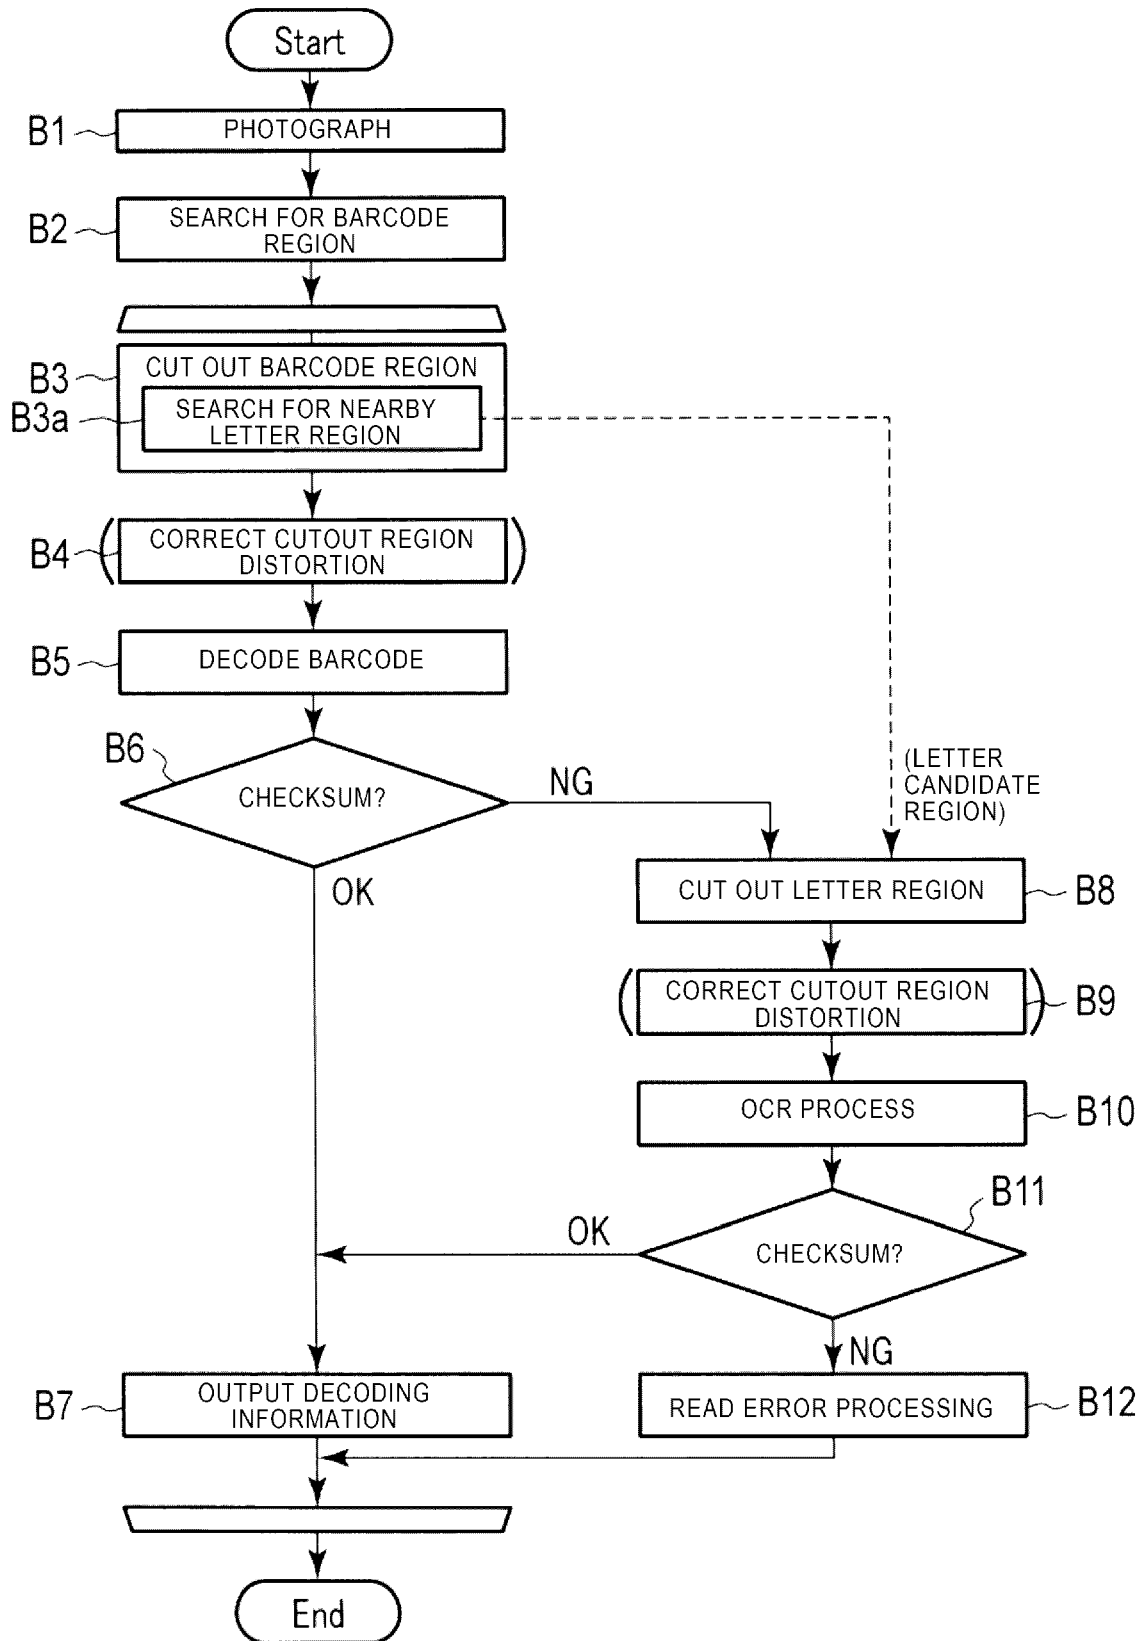 Start
B1
PHOTOGRAPH
B2
SEARCH FOR BARCODE
REGION
B3
CUT OUT BARCODE REGION
B3a
SEARCH FOR NEARBY
LETTER REGION
B4
CORRECT CUTOUT REGION
DISTORTION
B5
DECODE BARCODE
B6
CHECKSUM?
NG
OK
(LETTER
CANDIDATE
REGION)
CUT OUT LETTER REGION
B8
CORRECT CUTOUT REGION
DISTORTION
B9
OCR PROCESS
B10
B11
CHECKSUM?
OK
NG
B7
OUTPUT DECODING
INFORMATION
READ ERROR PROCESSING
B12
End